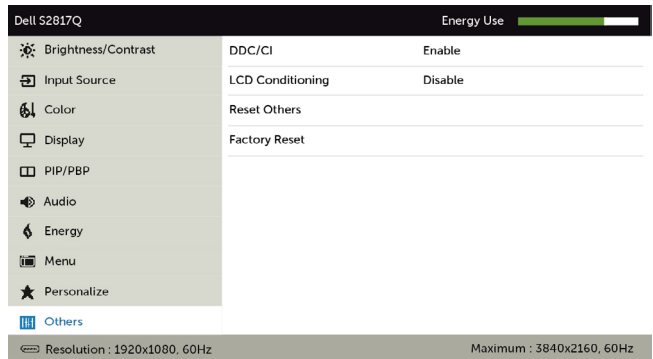 Dell S2817Q Energy Use
Brightness/Contrast DDC/CI Enable
Input Source LCD Conditioning Disable
Color Reset Others
Display Factory Reset
PIP/PBP
Audio
Energy
Menu
Personalize
Others
Resolution : 1920x1080, 60Hz Maximum : 3840x2160, 60Hz